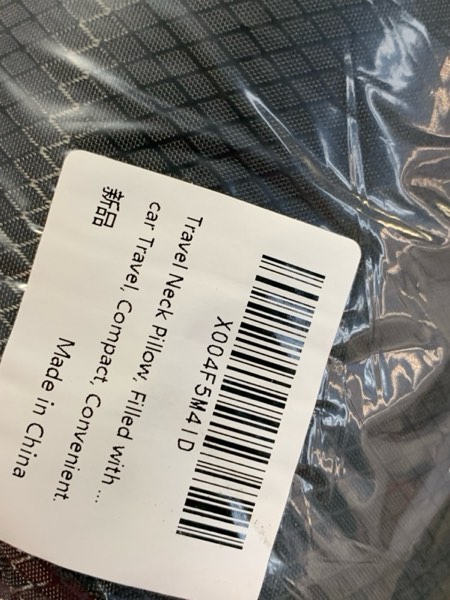 X004F5M41D
Travel Neck Pillow, Filled with...
car Travel, Compact, Convenient.
新品
Made in China